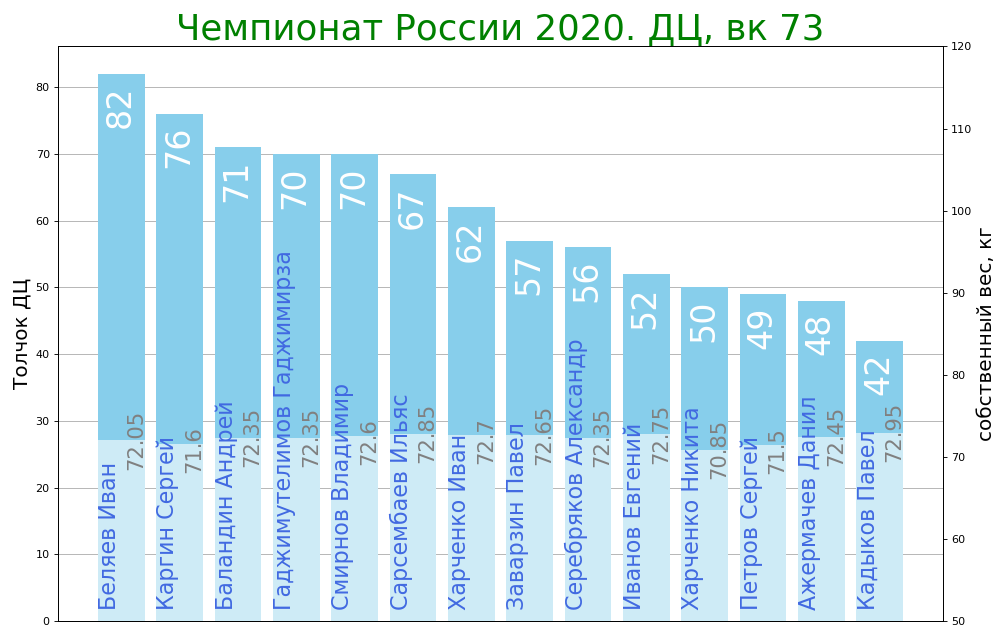 Чемпионат России 2020. ДЦ, вк 73
Толчок ДЦ
80
70
60
50
40
30
20
10
0
82
76
71
70
70
67
62
57
56
52
50
49
48
42
72.05
71.6
72.35
72.35
72.6
72.85
72.7
72.65
72.35
72.75
70.85
71.5
72.45
72.95
Беляев Иван
Каргин Сергей
Баландин Андрей
Гаджимутелимов Гаджимирза
Смирнов Владимир
Сарсембаев Ильяс
Харченко Иван
Заварзин Павел
Серебряков Александр
Иванов Евгений
Харченко Никита
Петров Сергей
Ажермачев Данил
Кадыков Павел
120
110
100
90
80
70
60
50
собственный вес, кг